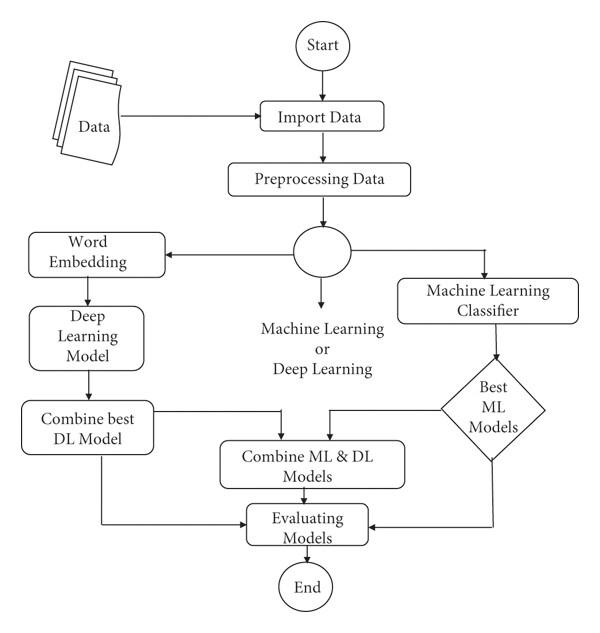 Start
Data
Import Data
Preprocessing Data
Word
Embedding
Machine Learning
Classifier
Deep
Learning
Model
Machine Learning
or
Deep Learning
Best
ML
Models
Combine best
DL Model
Combine ML & DL
Models
Evaluating
Models
End